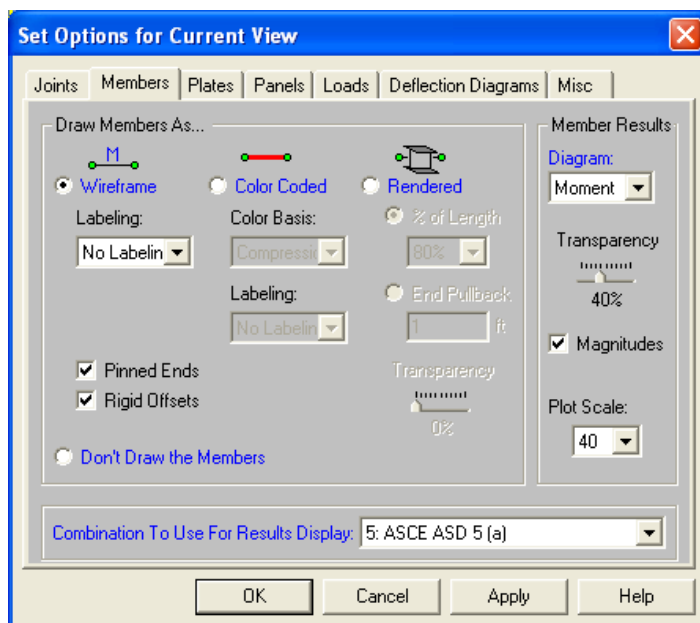 Set Options for Current View
Joints Members Plates Panels Loads Deflection Diagrams Misc
Draw Members As...
M
Wireframe Color Coded Rendered
Labeling: Color Basis: % of Length
No Labelin Compressic 80%
Labeling: End Pullback
No Labelin 1 ft
Pinned Ends Transparency
Rigid Offsets
0%
Don't Draw the Members
Member Results
Diagram:
Moment
Transparency
40%
Magnitudes
Plot Scale:
40
Combination To Use For Results Display: 5: ASCE ASD 5 (a)
OK Cancel Apply Help